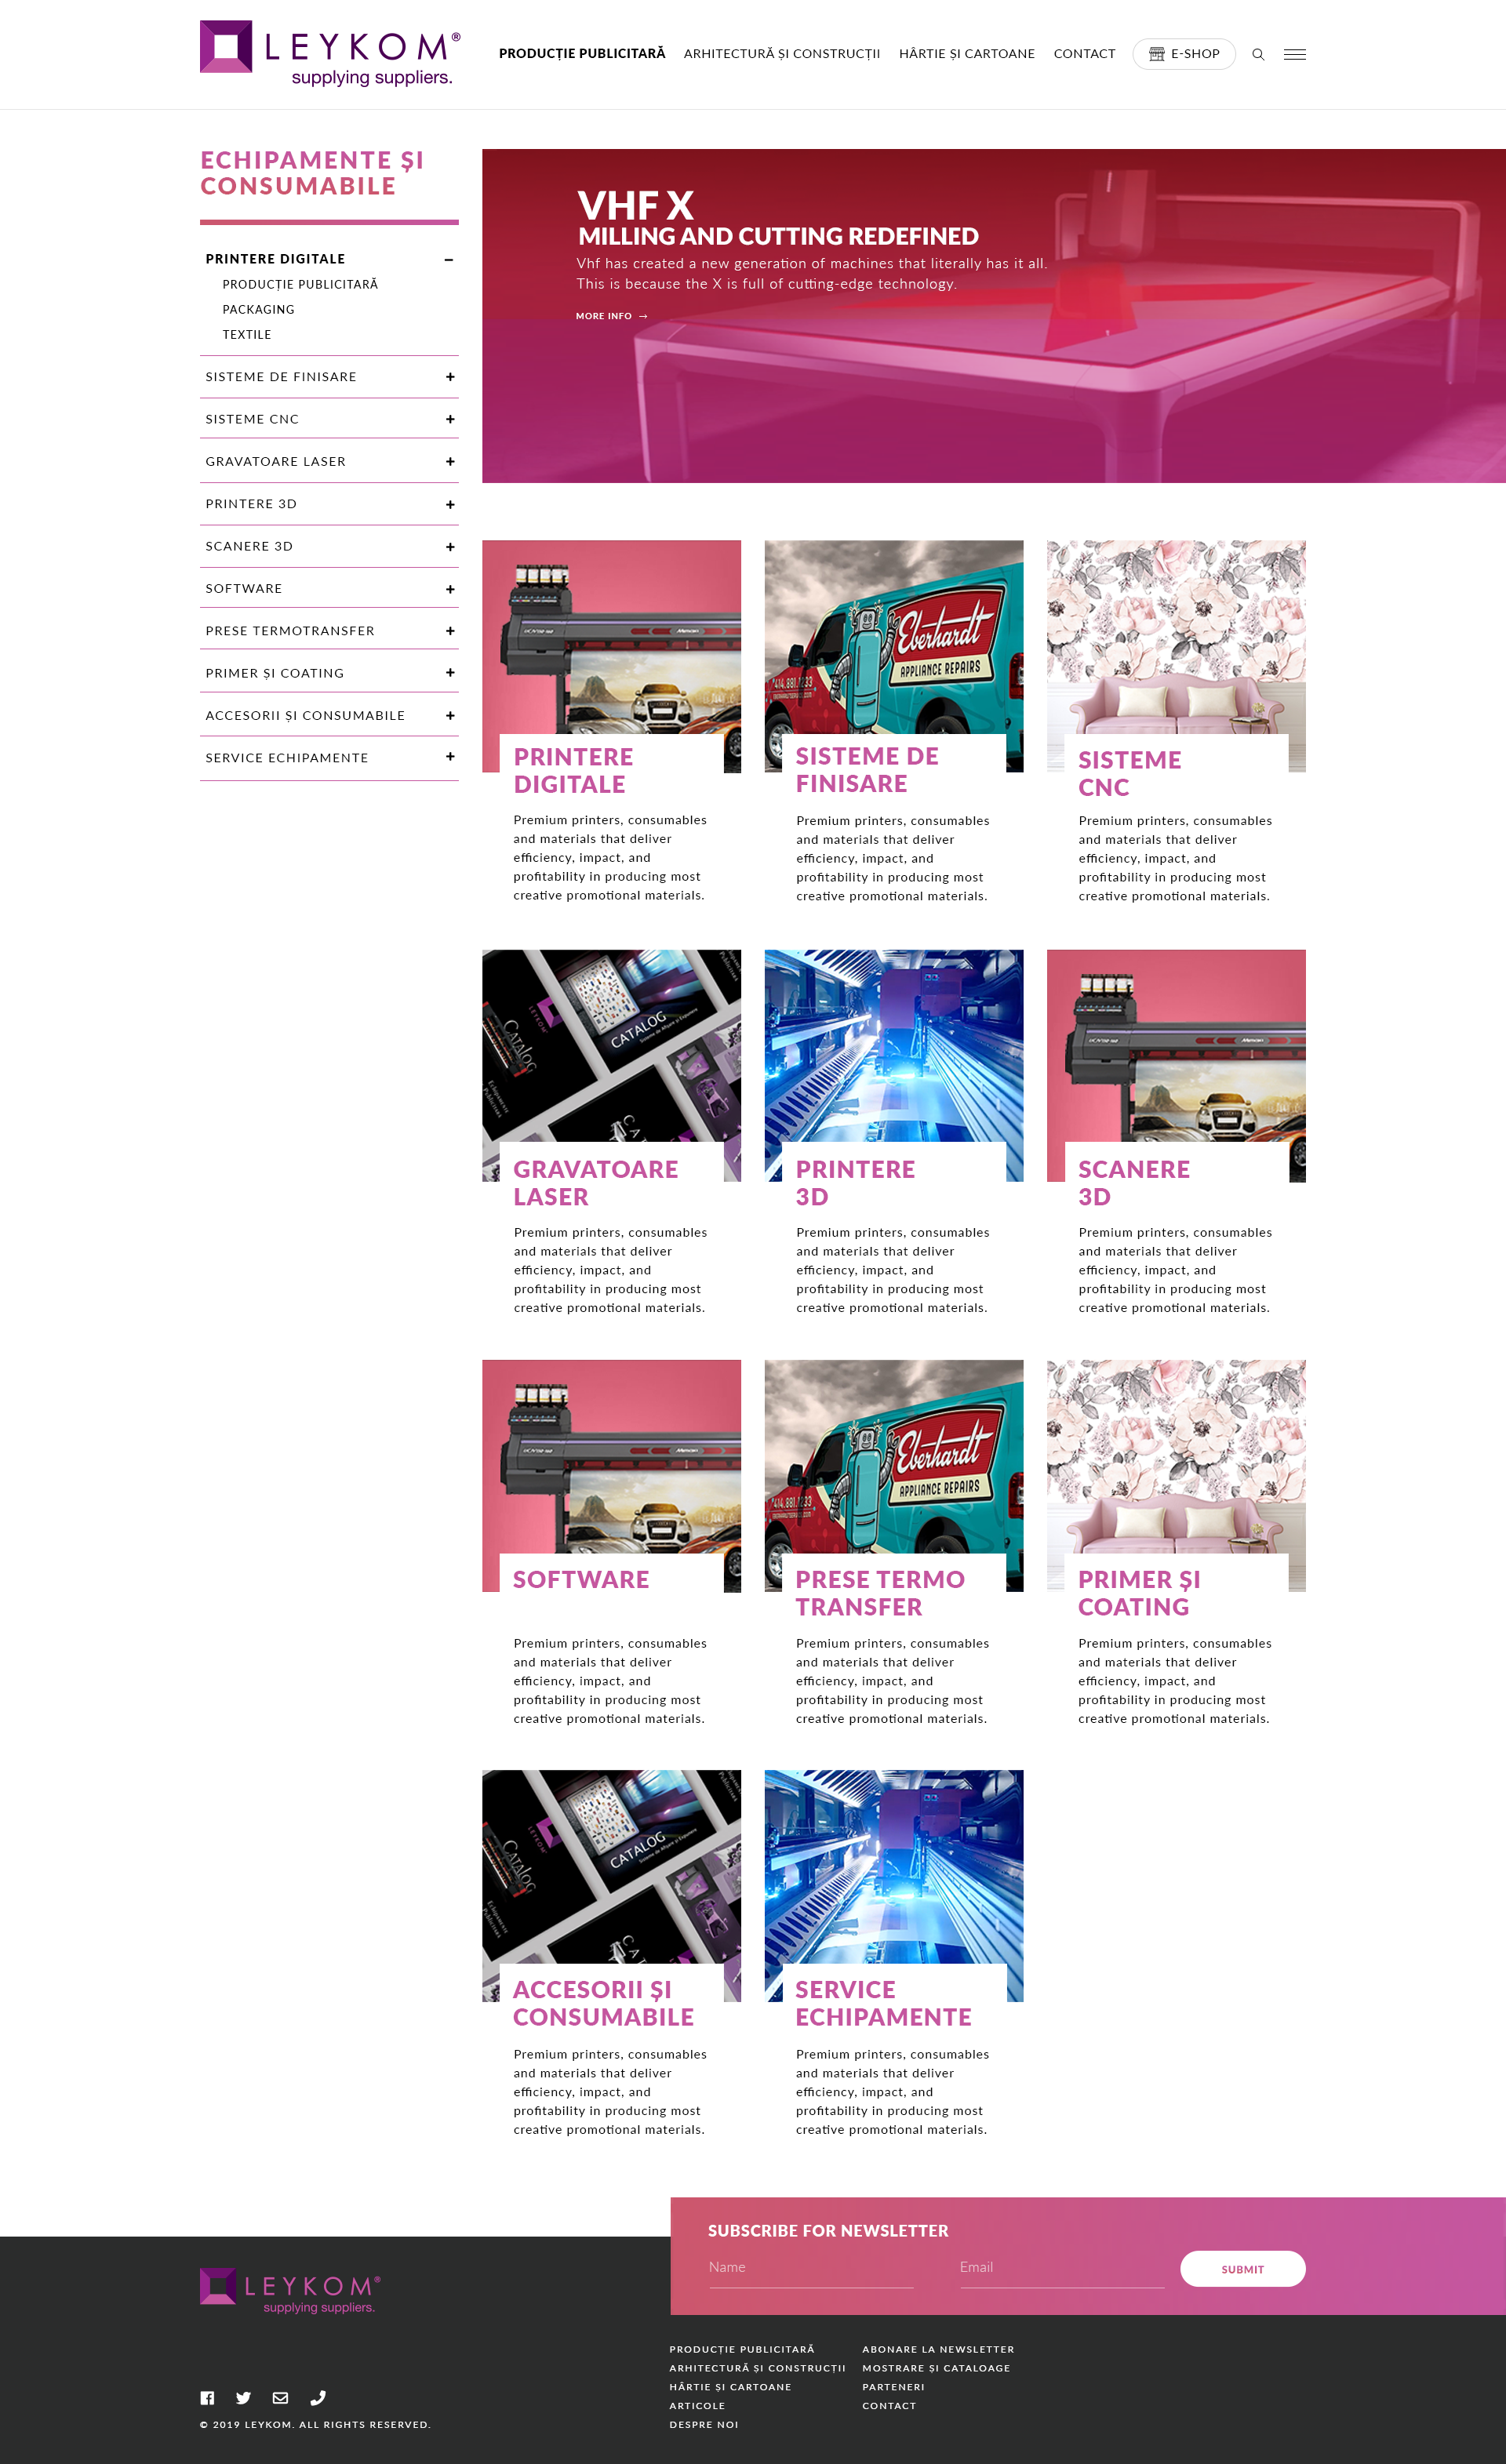 LEYKOM®
supplying suppliers.
PRODUCȚIE PUBLICITARĂ ARHITECTURĂ ȘI CONSTRUCȚII HÂRTIE ȘI CARTOANE CONTACT E-SHOP
ECHIPAMENTE ȘI
CONSUMABILE
PRINTERE DIGITALE
PRODUCȚIE PUBLICITARĂ
PACKAGING
TEXTILE
SISTEME DE FINISARE
SISTEME CNC
GRAVATOARE LASER
PRINTERE 3D
SCANERE 3D
SOFTWARE
PRESE TERMOTRANSFER
PRIMER ȘI COATING
ACCESORII ȘI CONSUMABILE
SERVICE ECHIPAMENTE
VHF X
MILLING AND CUTTING REDEFINED
Vhf has created a new generation of machines that literally has it all.
This is because the X is full of cutting-edge technology.
MORE INFO →
PRINTERE
DIGITALE
Premium printers, consumables
and materials that deliver
efficiency, impact, and
profitability in producing most
creative promotional materials.
Eberhardt
APPLIANCE REPAIRS
SISTEME DE
FINISARE
Premium printers, consumables
and materials that deliver
efficiency, impact, and
profitability in producing most
creative promotional materials.
SISTEME
CNC
Premium printers, consumables
and materials that deliver
efficiency, impact, and
profitability in producing most
creative promotional materials.
CATALOG
CATALOG
LEYKOM
GRAVATOARE
LASER
Premium printers, consumables
and materials that deliver
efficiency, impact, and
profitability in producing most
creative promotional materials.
PRINTERE
3D
Premium printers, consumables
and materials that deliver
efficiency, impact, and
profitability in producing most
creative promotional materials.
SCANERE
3D
Premium printers, consumables
and materials that deliver
efficiency, impact, and
profitability in producing most
creative promotional materials.
SOFTWARE
Premium printers, consumables
and materials that deliver
efficiency, impact, and
profitability in producing most
creative promotional materials.
Eberhardt
APPLIANCE REPAIRS
PRESE TERMO
TRANSFER
Premium printers, consumables
and materials that deliver
efficiency, impact, and
profitability in producing most
creative promotional materials.
PRIMER ȘI
COATING
Premium printers, consumables
and materials that deliver
efficiency, impact, and
profitability in producing most
creative promotional materials.
CATALOG
CATALOG
LEYKOM
ACCESORII ȘI
CONSUMABILE
Premium printers, consumables
and materials that deliver
efficiency, impact, and
profitability in producing most
creative promotional materials.
SERVICE
ECHIPAMENTE
Premium printers, consumables
and materials that deliver
efficiency, impact, and
profitability in producing most
creative promotional materials.
SUBSCRIBE FOR NEWSLETTER
Name Email SUBMIT
LEYKOM®
supplying suppliers.
PRODUCȚIE PUBLICITARĂ
ARHITECTURĂ ȘI CONSTRUCȚII
HÂRTIE ȘI CARTOANE
ARTICOLE
DESPRE NOI
ABONARE LA NEWSLETTER
MOSTRARE ȘI CATALOAGE
PARTENERI
CONTACT
© 2019 LEYKOM. ALL RIGHTS RESERVED.